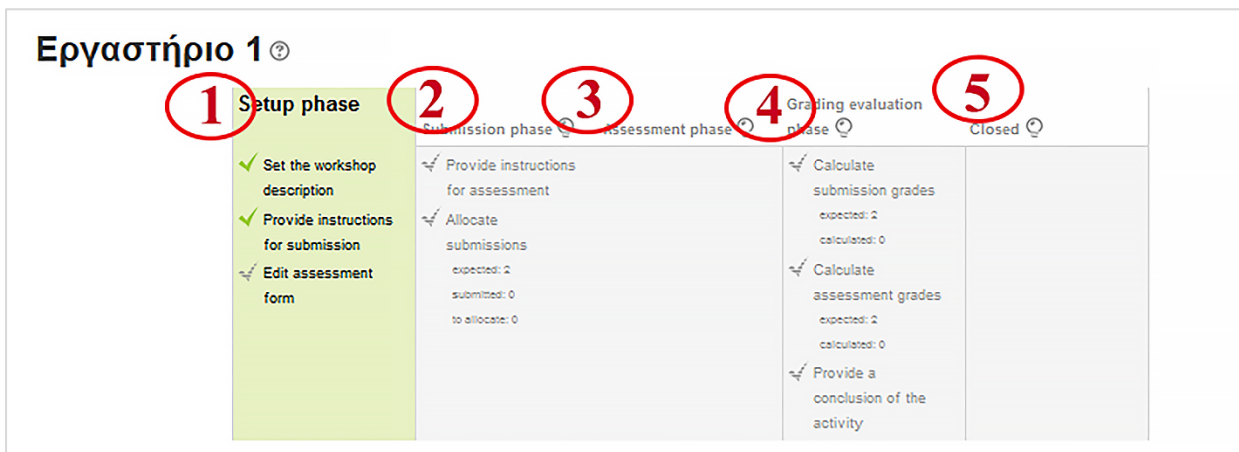 Εργαστήριο 1
1
Setup phase
2
Submission phase
3
Assessment phase
4
Grading evaluation
phase
5
Closed
Set the workshop
description
Provide instructions
for submission
Edit assessment
form
Provide instructions
for assessment
Allocate
submissions
expected: 2
submitted: 0
to allocate: 0
Calculate
submission grades
expected: 2
calculated: 0
Calculate
assessment grades
expected: 2
calculated: 0
Provide a
conclusion of the
activity